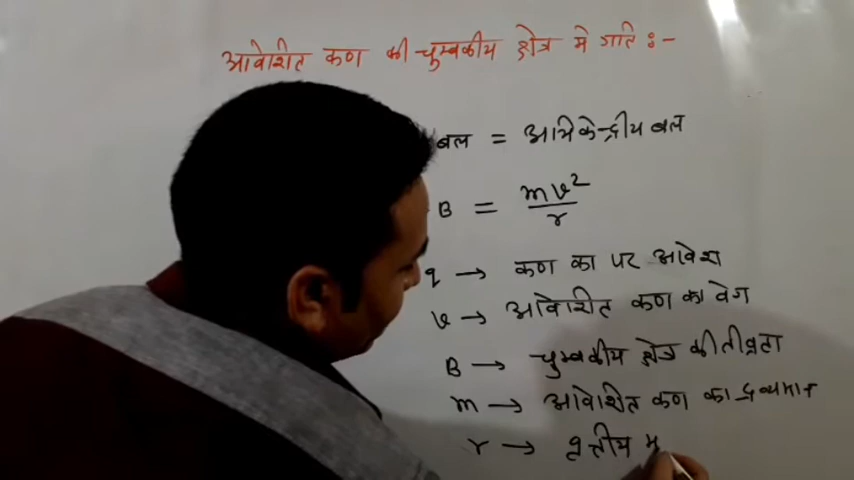 आवेशित कण की चुम्बकीय क्षेत्र मे गति :-
बल = अभिकेन्द्रीय बल
B = mv²/r
q → कण का पर आवेश
v → आवेशित कण का वेग
B → चुम्बकीय क्षेत्र की तीव्रता
m → आवेशित कण का द्रव्यमान
r → वृत्तीय म